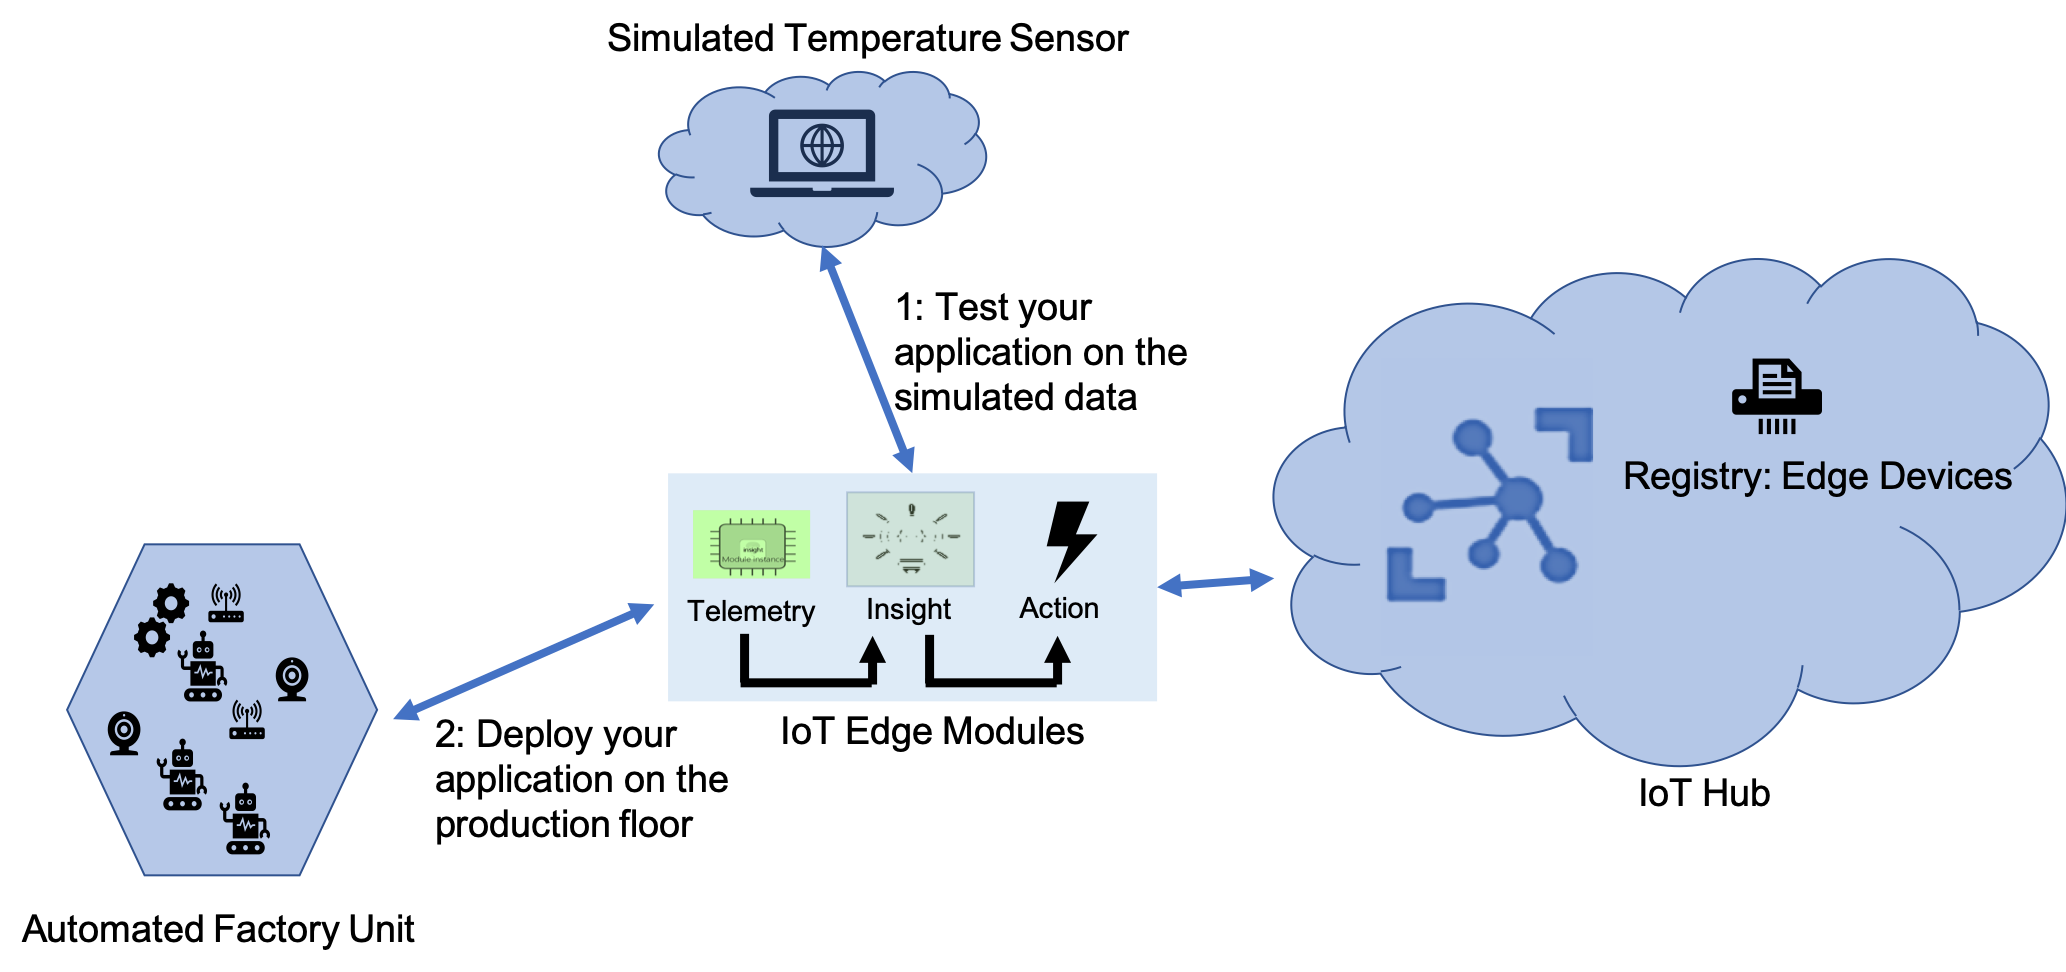 Simulated Temperature Sensor
1: Test your
application on the
simulated data
Registry: Edge Devices
insight
Module instance
Telemetry
Insight
Action
IoT Edge Modules
2: Deploy your
application on the
production floor
IoT Hub
Automated Factory Unit